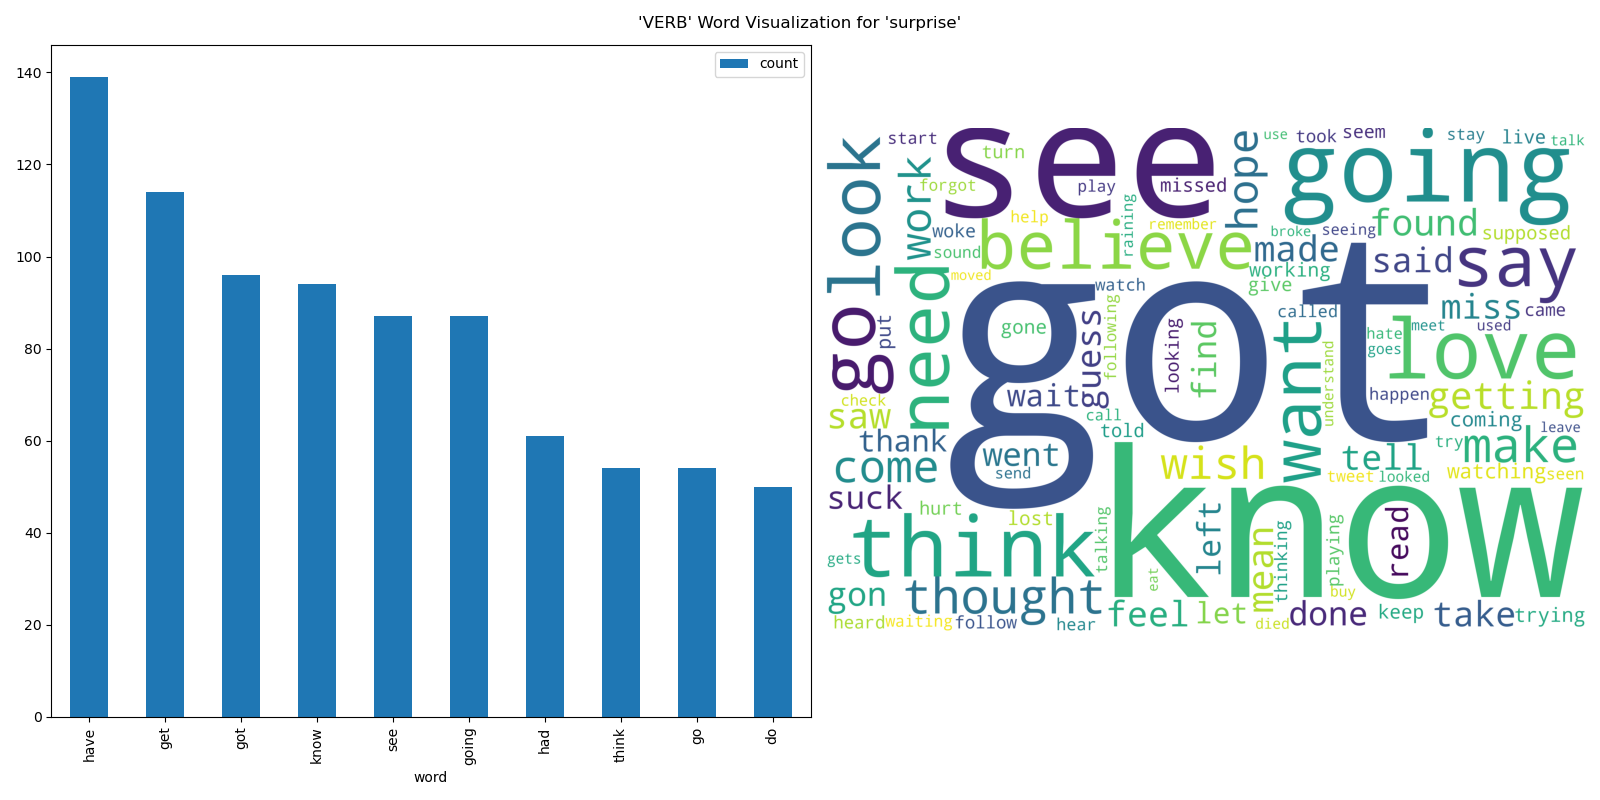 'VERB' Word Visualization for 'surprise'
count
140
120
100
80
60
40
20
0
have
get
got
know
see
going
had
think
go
do
word
start
look
see
turn
forgot
work
play
missed
hope
use
took
seem
stay
live
talk
going
help
woke
sound
believe
raining
remember
broke
seeing
found
supposed
made
said
say
working
give
moved
need
watch
called
miss
came
go
put
got
gone
guess
following
looking
find
want
understand
hate
meet
used
goes
love
happen
getting
check
saw
wait
call
told
thank
went
send
come
wish
tell
coming
leave
try
make
tweet
looked
watching
seen
suck
hurt
lost
know
think
talking
left
mean
thinking
playing
read
gets
eat
buy
gon
thought
feel
let
died
done
keep
take
trying
heard
waiting
follow
hear